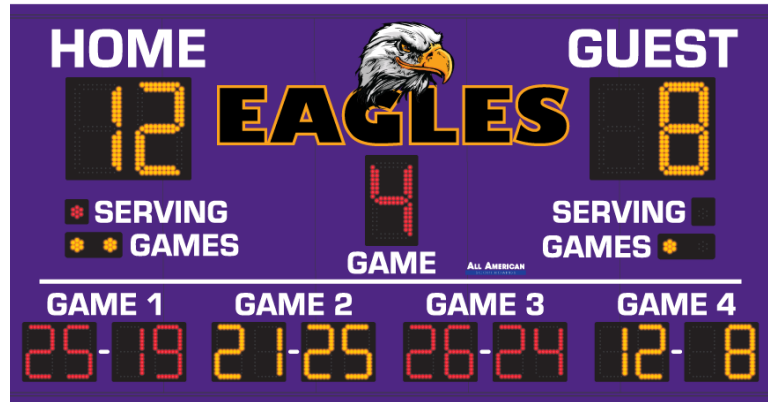 HOME
GUEST
12
EAGLES
8
4
SERVING
SERVING
GAMES
GAMES
GAME
ALL AMERICAN
GAME 1
GAME 2
GAME 3
GAME 4
25-19
21-25
26-24
12- 8